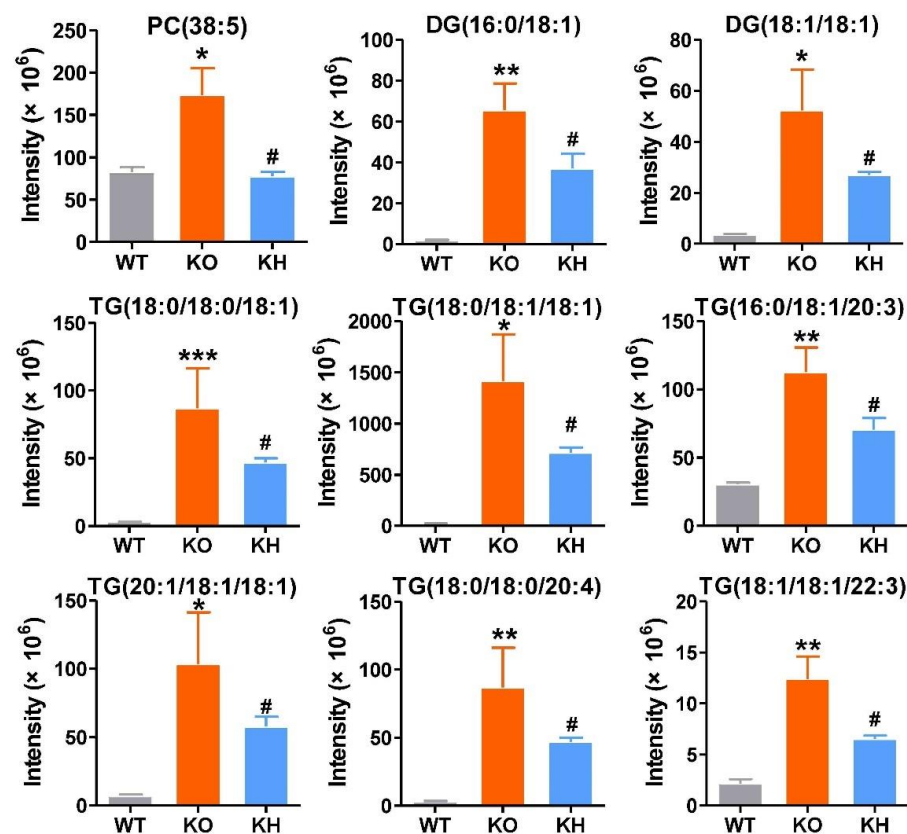 PC(38:5)
Intensity (× 10⁶)
250
200
150
100
50
0
*
#
WT KO KH
DG(16:0/18:1)
Intensity (× 10⁶)
100
80
60
40
20
0
**
#
WT KO KH
DG(18:1/18:1)
Intensity (× 10⁶)
80
60
40
20
0
*
#
WT KO KH
TG(18:0/18:0/18:1)
Intensity (× 10⁶)
150
100
50
0
***
#
WT KO KH
TG(18:0/18:1/18:1)
Intensity (× 10⁶)
2000
1500
1000
500
0
*
#
WT KO KH
TG(16:0/18:1/20:3)
Intensity (× 10⁶)
150
100
50
0
**
#
WT KO KH
TG(20:1/18:1/18:1)
Intensity (× 10⁶)
150
100
50
0
*
#
WT KO KH
TG(18:0/18:0/20:4)
Intensity (× 10⁶)
150
100
50
0
**
#
WT KO KH
TG(18:1/18:1/22:3)
Intensity (× 10⁶)
20
15
10
5
0
**
#
WT KO KH